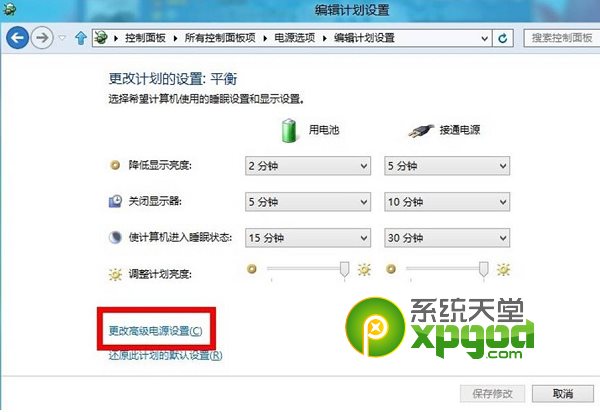 编辑计划设置
控制面板 所有控制面板项 电源选项 编辑计划设置 搜索控制面板
更改计划的设置: 平衡
选择希望计算机使用的睡眠设置和显示设置。
用电池 接通电源
降低显示亮度: 2 分钟 5 分钟
关闭显示器: 5 分钟 10 分钟
使计算机进入睡眠状态: 15 分钟 30 分钟
调整计划亮度:
更改高级电源设置(C)
还原此计划的默认设置(R)
系统天堂
xpgod
.com
保存修改 取消